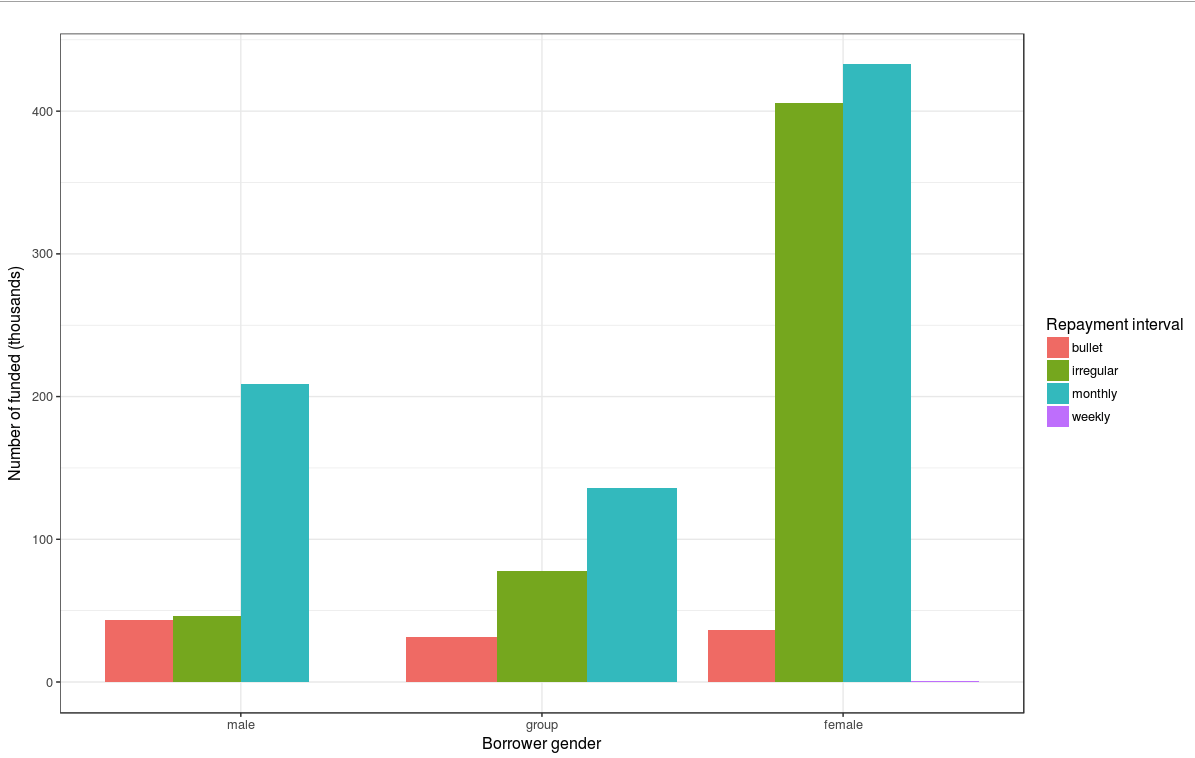 Number of funded (thousands)
400
300
200
100
0
male group female
Borrower gender
Repayment interval
bullet
irregular
monthly
weekly